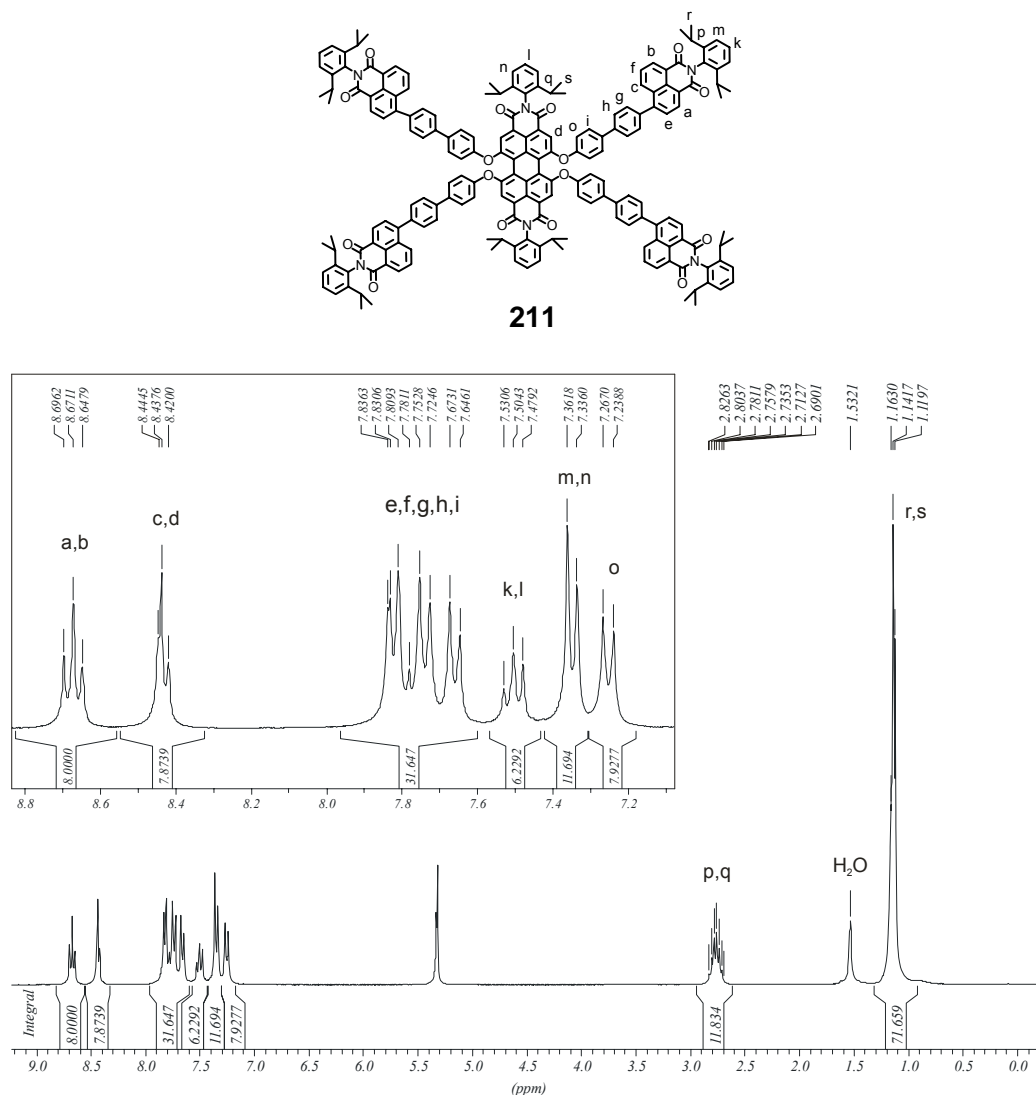 r
p
m
k
b
f
c
N
O
O
a
e
g
h
i
o
d
l
n
q
s
N
O
O
O
O
O
O
N
O
O
N
O
O
N
O
O
N
O
O
211
8.6962
8.6711
8.6479
8.4445
8.4376
8.4200
7.8363
7.8306
7.8093
7.7811
7.7528
7.7246
7.6731
7.6461
7.5306
7.5043
7.4792
7.3618
7.3360
7.2670
7.2388
2.8263
2.8037
2.7811
2.7579
2.7353
2.7127
2.6901
1.5321
1.1630
1.1417
1.1197
a,b
c,d
e,f,g,h,i
k,l
m,n
o
r,s
8.0000
7.8739
31.647
6.2292
11.694
7.9277
8.8 8.6 8.4 8.2 8.0 7.8 7.6 7.4 7.2
p,q
H₂O
Integral
8.0000
7.8739
31.647
6.2292
11.694
7.9277
11.834
71.659
9.0 8.5 8.0 7.5 7.0 6.5 6.0 5.5 5.0 4.5 4.0 3.5 3.0 2.5 2.0 1.5 1.0 0.5 0.0
(ppm)